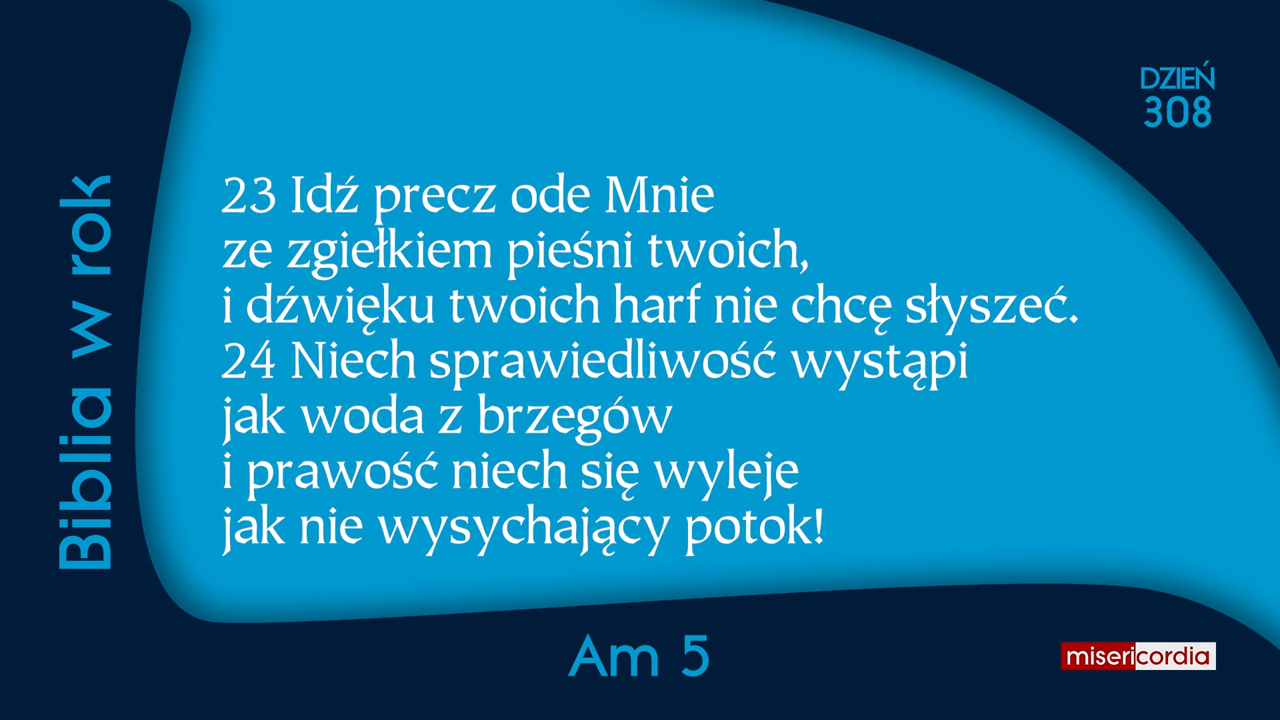 DZIEŃ
308
Biblia w rok
23 Idź precz ode Mnie
ze zgiełkiem pieśni twoich,
i dźwięku twoich harf nie chcę słyszeć.
24 Niech sprawiedliwość wystąpi
jak woda z brzegów
i prawość niech się wyleje
jak nie wysychający potok!
Am 5
misericordia